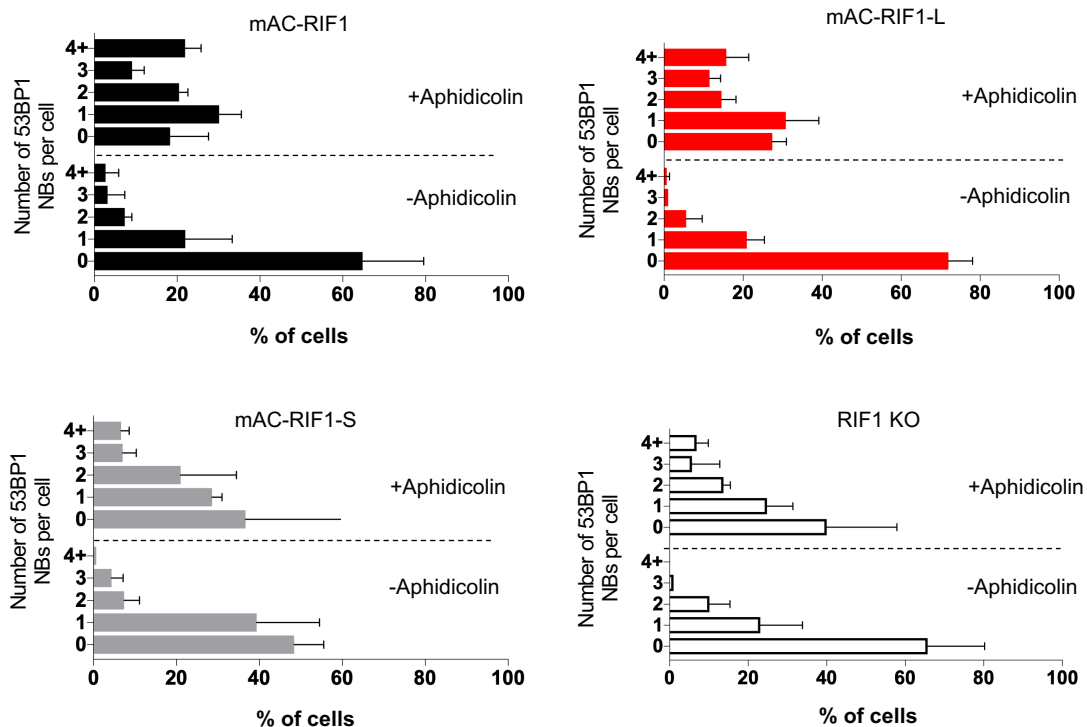 mAC-RIF1
Number of 53BP1
NBs per cell
4+
3
2
1
0
+Aphidicolin
4+
3
2
1
0
-Aphidicolin
0 20 40 60 80 100
% of cells
mAC-RIF1-L
Number of 53BP1
NBs per cell
4+
3
2
1
0
+Aphidicolin
4+
3
2
1
0
-Aphidicolin
0 20 40 60 80 100
% of cells
mAC-RIF1-S
Number of 53BP1
NBs per cell
4+
3
2
1
0
+Aphidicolin
4+
3
2
1
0
-Aphidicolin
0 20 40 60 80 100
% of cells
RIF1 KO
Number of 53BP1
NBs per cell
4+
3
2
1
0
+Aphidicolin
4+
3
2
1
0
-Aphidicolin
0 20 40 60 80 100
% of cells